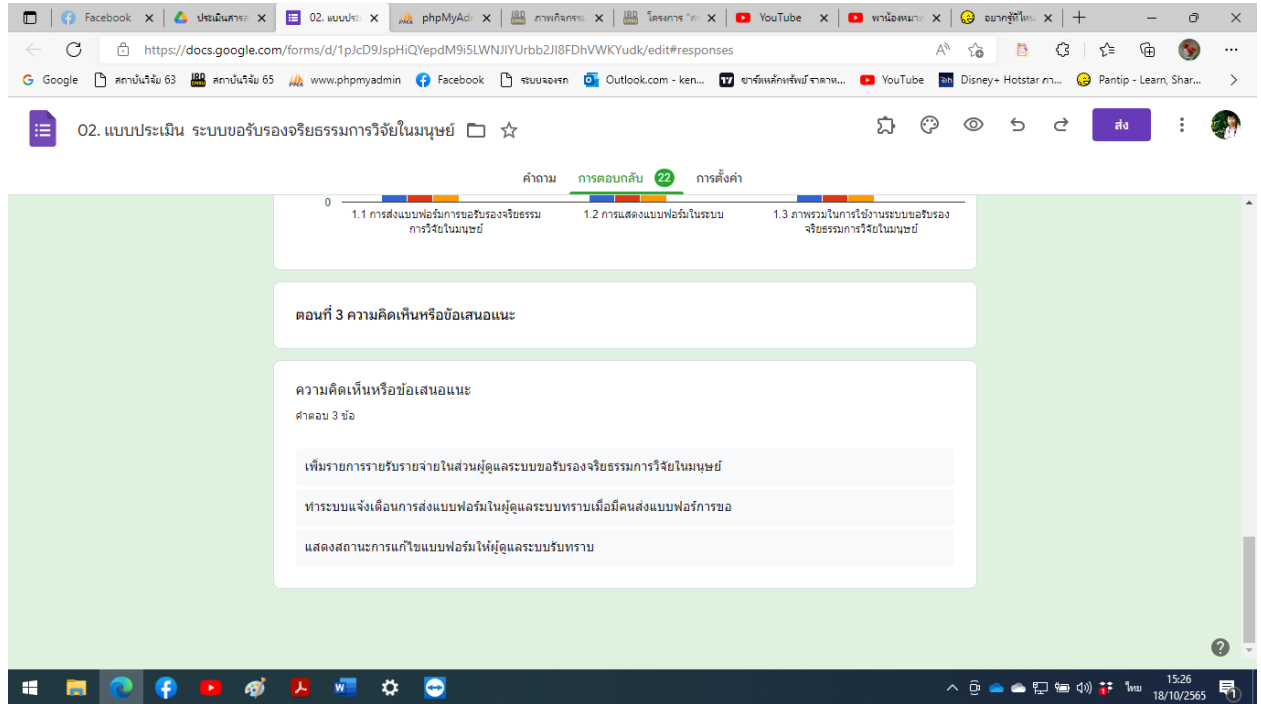 Facebook
ประเมินสาร
02. แบบประ
phpMyAdr
ภาพกิจกรร
โครงการ
YouTube
พาน้องหมา
อยากรู้ที่ไหน
https://docs.google.com/forms/d/1pJcD9JspHiQYepdM9i5LWNJIYUrbb2JI8FDhVWKYudk/edit#responses
Google
สถาบันวิจัย 63
สถาบันวิจัย 65
www.phpmyadmin
Facebook
ระบบจองรถ
Outlook.com - ken...
ชาร์ตหลักทรัพย์ ราคาห...
YouTube
Disney+ Hotstar ภา...
Pantip - Learn, Shar...
02. แบบประเมิน ระบบขอรับรองจริยธรรมการวิจัยในมนุษย์
ส่ง
คำถาม
การตอบกลับ 22
การตั้งค่า
0
1.1 การส่งแบบฟอร์มการขอรับรองจริยธรรม
การวิจัยในมนุษย์
1.2 การแสดงแบบฟอร์มในระบบ
1.3 ภาพรวมในการใช้งานระบบขอรับรอง
จริยธรรมการวิจัยในมนุษย์
ตอนที่ 3 ความคิดเห็นหรือข้อเสนอแนะ
ความคิดเห็นหรือข้อเสนอแนะ
คำตอบ 3 ข้อ
เพิ่มรายการรายรับรายจ่ายในส่วนผู้ดูแลระบบขอรับรองจริยธรรมการวิจัยในมนุษย์
ทำระบบแจ้งเตือนการส่งแบบฟอร์มในผู้ดูแลระบบทราบเมื่อมีคนส่งแบบฟอร์การขอ
แสดงสถานะการแก้ไขแบบฟอร์มให้ผู้ดูแลระบบรับทราบ
ไทย
15:26
18/10/2565